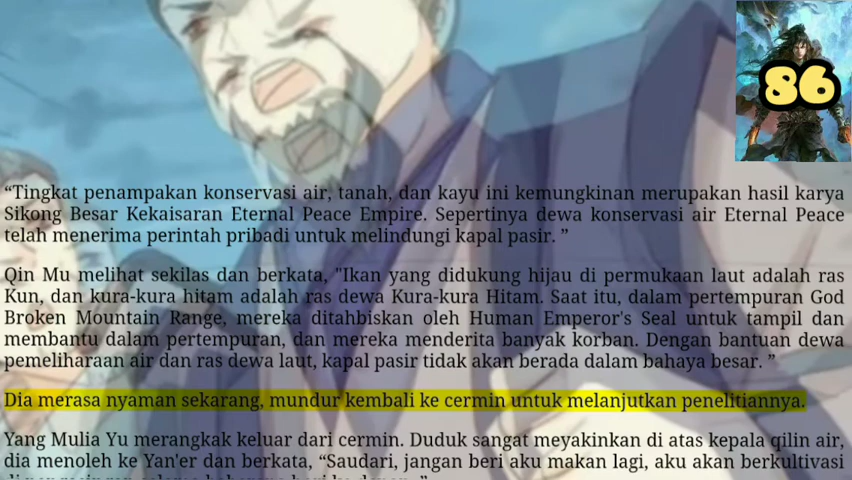 86
“Tingkat penampakan konservasi air, tanah, dan kayu ini kemungkinan merupakan hasil karya
Sikong Besar Kekaisaran Eternal Peace Empire. Sepertinya dewa konservasi air Eternal Peace
telah menerima perintah pribadi untuk melindungi kapal pasir. ”
Qin Mu melihat sekilas dan berkata, "Ikan yang didukung hijau di permukaan laut adalah ras
Kun, dan kura-kura hitam adalah ras dewa Kura-kura Hitam. Saat itu, dalam pertempuran God
Broken Mountain Range, mereka ditahbiskan oleh Human Emperor's Seal untuk tampil dan
membantu dalam pertempuran, dan mereka menderita banyak korban. Dengan bantuan dewa
pemeliharaan air dan ras dewa laut, kapal pasir tidak akan berada dalam bahaya besar. ”
Dia merasa nyaman sekarang, mundur kembali ke cermin untuk melanjutkan penelitiannya.
Yang Mulia Yu merangkak keluar dari cermin. Duduk sangat meyakinkan di atas kepala qilin air,
dia menoleh ke Yan'er dan berkata, “Saudari, jangan beri aku makan lagi, aku akan berkultivasi